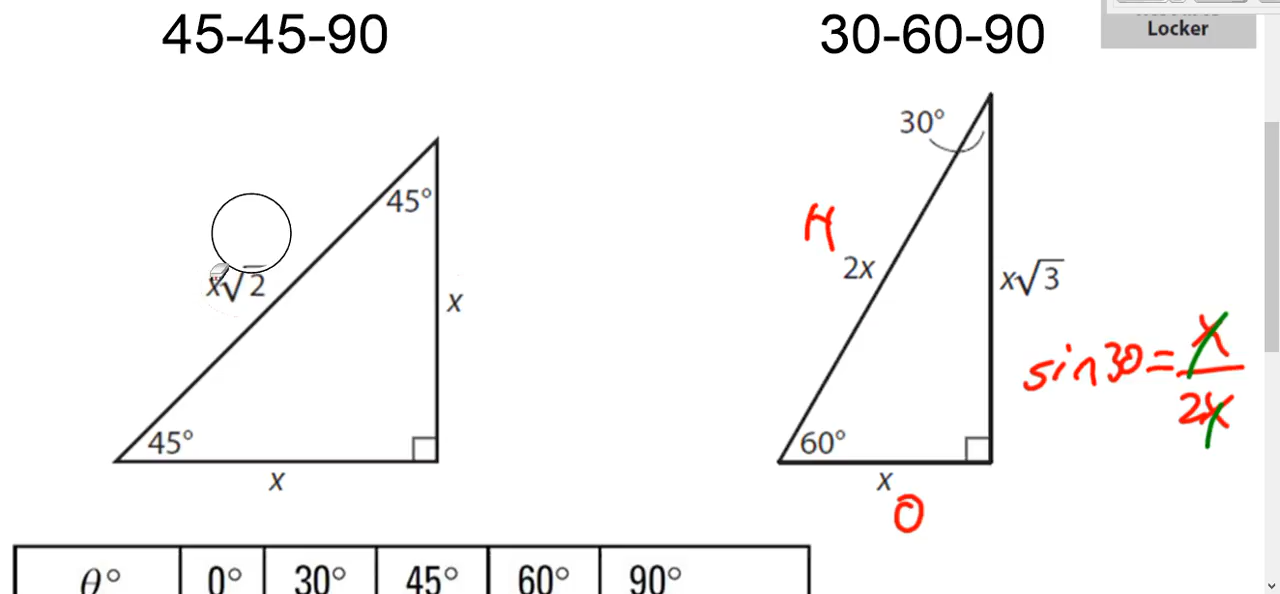 45-45-90
30-60-90
Locker
30°
45°
H
2x
x√3
x√2
x
sin30 = x/2x
45°
60°
x
x
O
θ° 0° 30° 45° 60° 90°